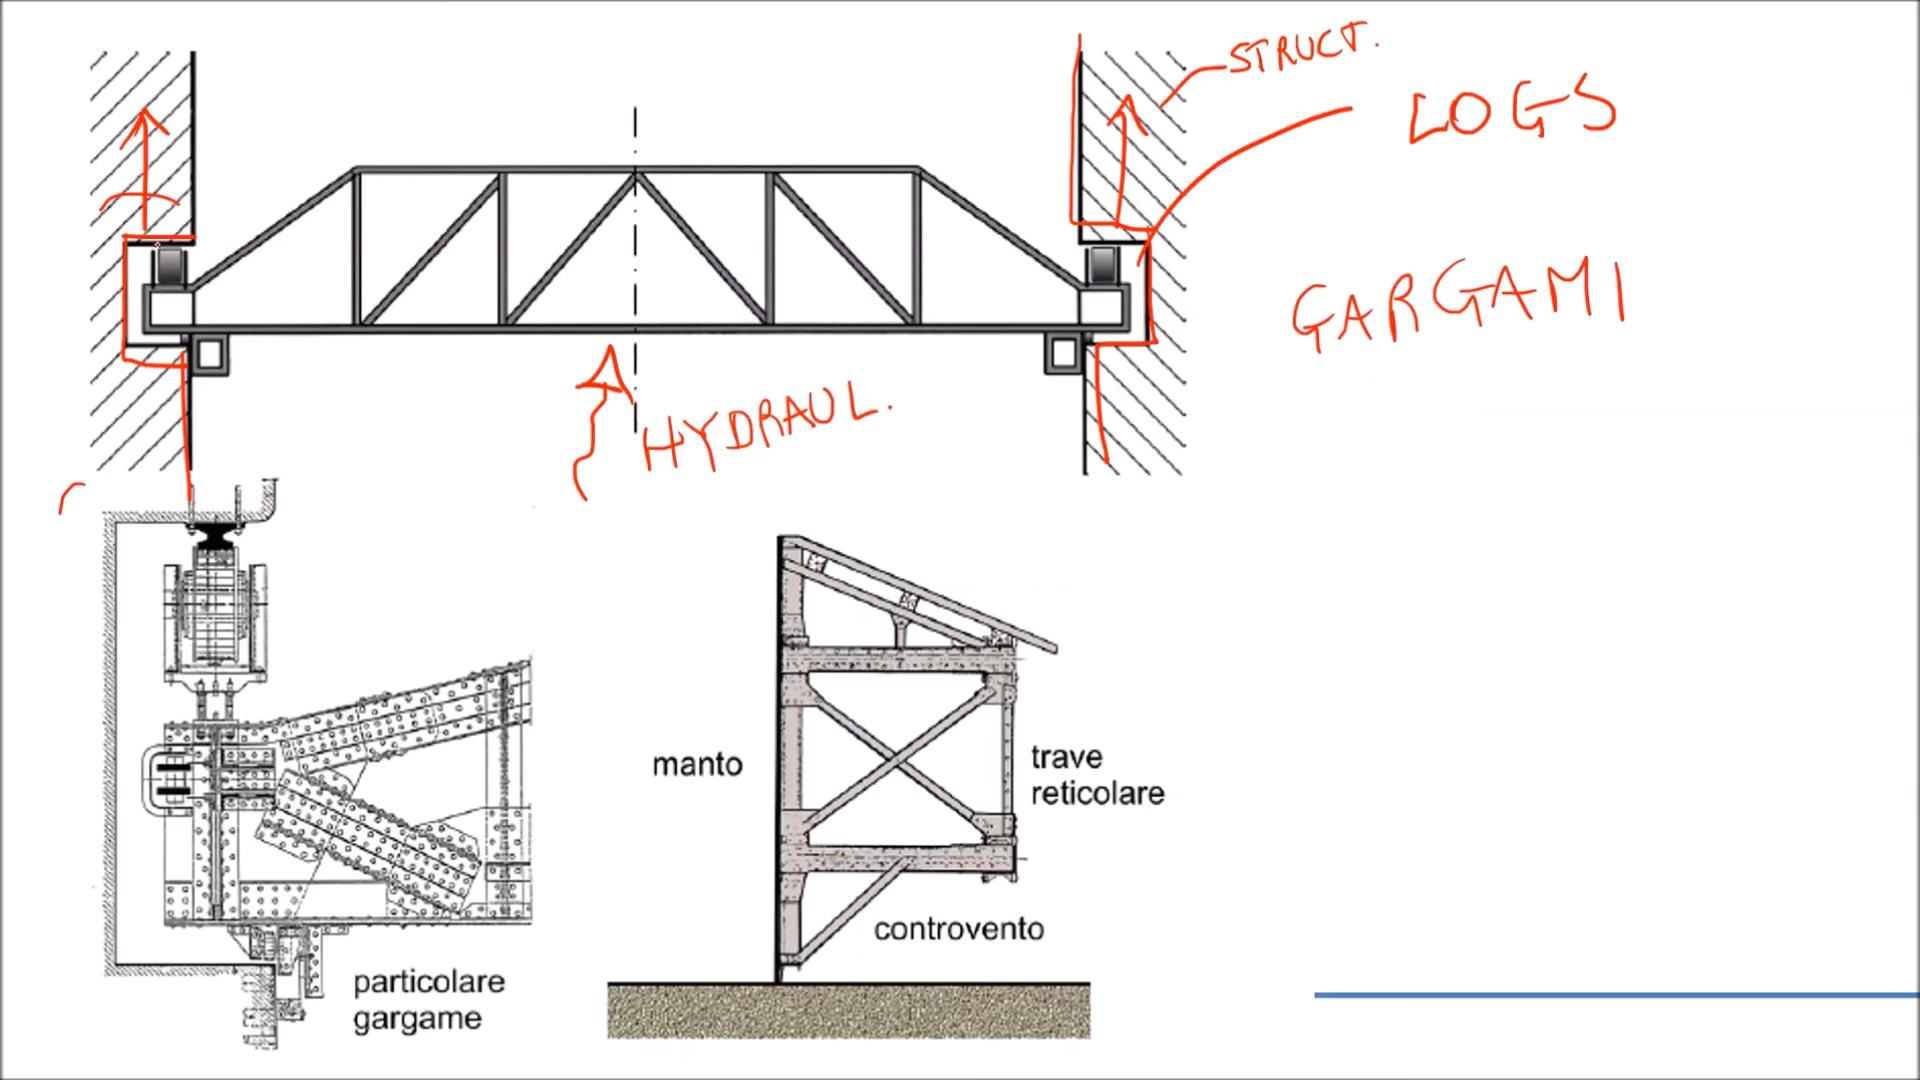 STRUCT.
LOGS
GARGAMI
HYDRAUL.
manto
trave
reticolare
controvento
particolare
gargame